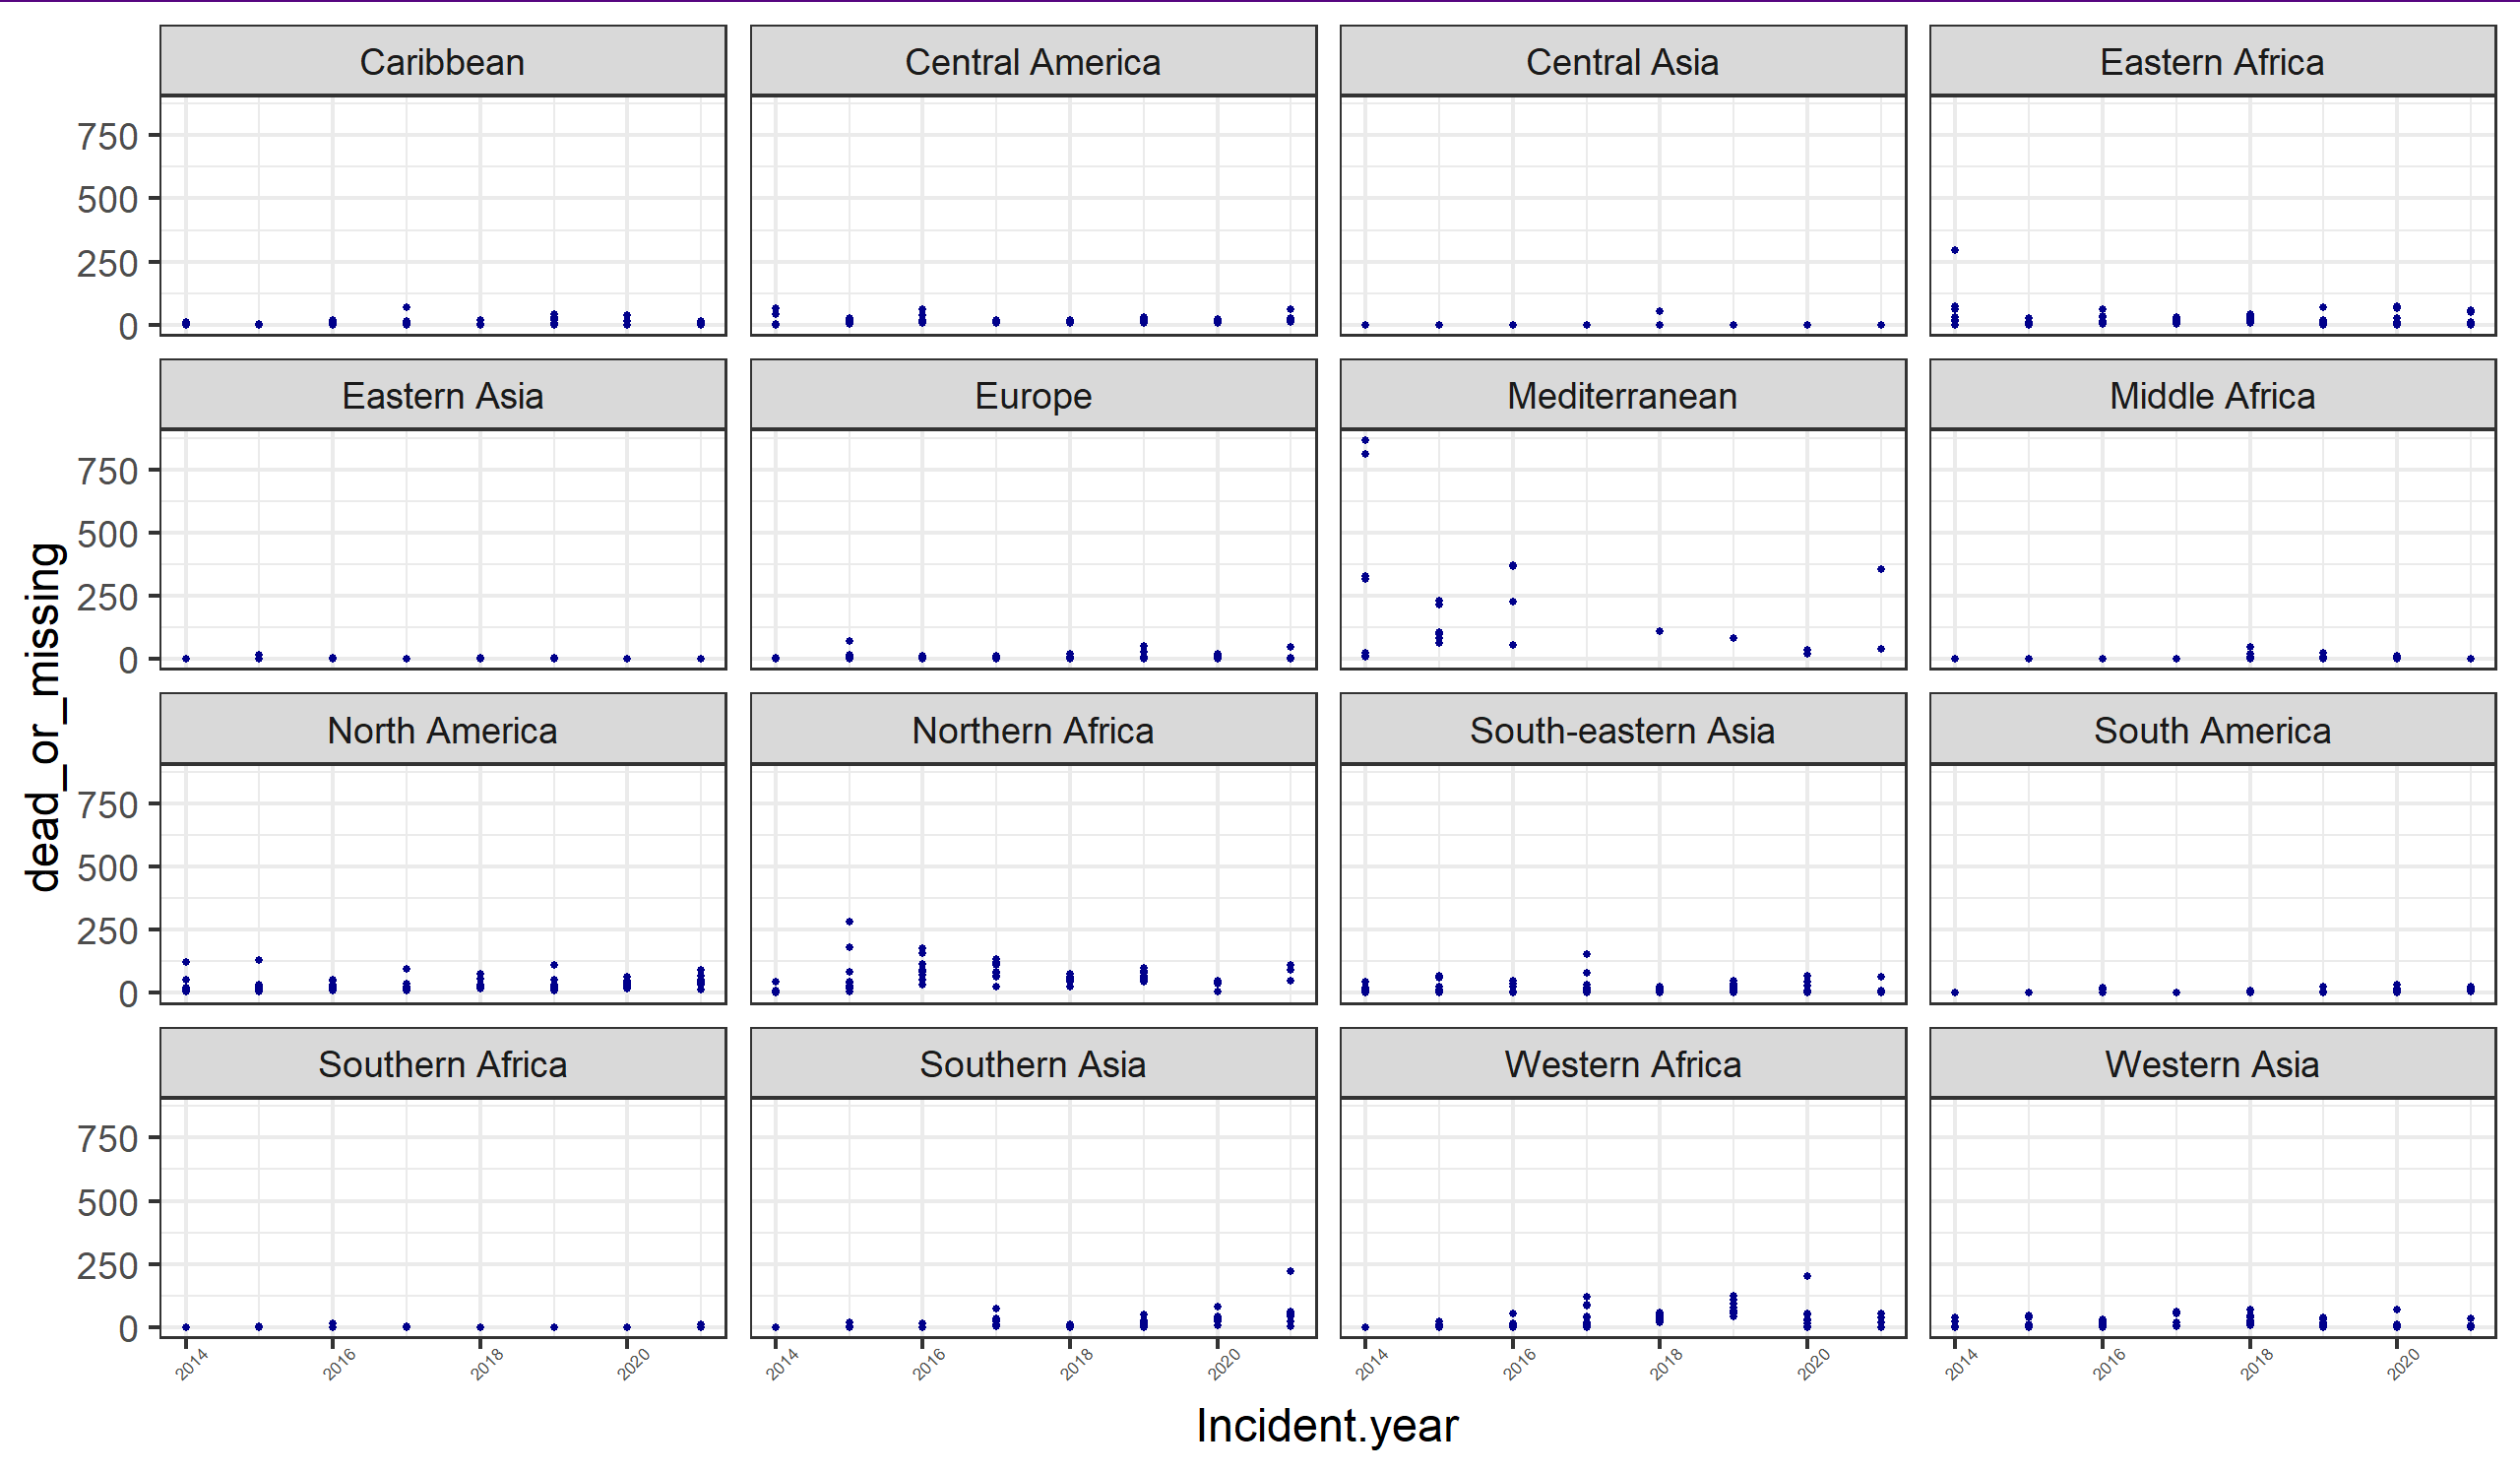 Caribbean
Central America
Central Asia
Eastern Africa
750
500
250
0
Eastern Asia
Europe
Mediterranean
Middle Africa
750
500
250
0
North America
Northern Africa
South-eastern Asia
South America
750
500
250
0
Southern Africa
Southern Asia
Western Africa
Western Asia
750
500
250
0
2014
2016
2018
2020
2014
2016
2018
2020
2014
2016
2018
2020
2014
2016
2018
2020
Incident.year
dead_or_missing